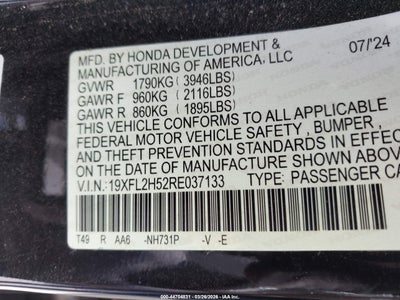 MFD. BY HONDA DEVELOPMENT & 07/24
MANUFACTURING OF AMERICA, LLC
GVWR 1790KG (3946LBS)
GAWR F 960KG (2116LBS)
GAWR R 860KG (1895LBS)
THIS VEHICLE CONFORMS TO ALL APPLICABLE
FEDERAL MOTOR VEHICLE SAFETY , BUMPER,
AND THEFT PREVENTION STANDARDS IN EFFEC
ON THE DATE OF MANUFACTURE SHOWN ABOVE.
V.I.N: 19XFL2H52RE037133 TYPE: PASSENGER CA
T49 R AA6 -NH731P -V -E
000-44704831 - 03/26/2026 - IAA Inc.